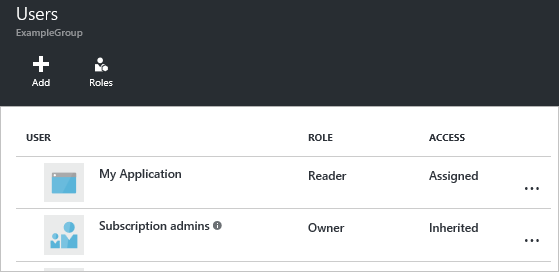 Users
ExampleGroup
Add Roles
USER ROLE ACCESS
My Application Reader Assigned ...
Subscription admins Owner Inherited ...